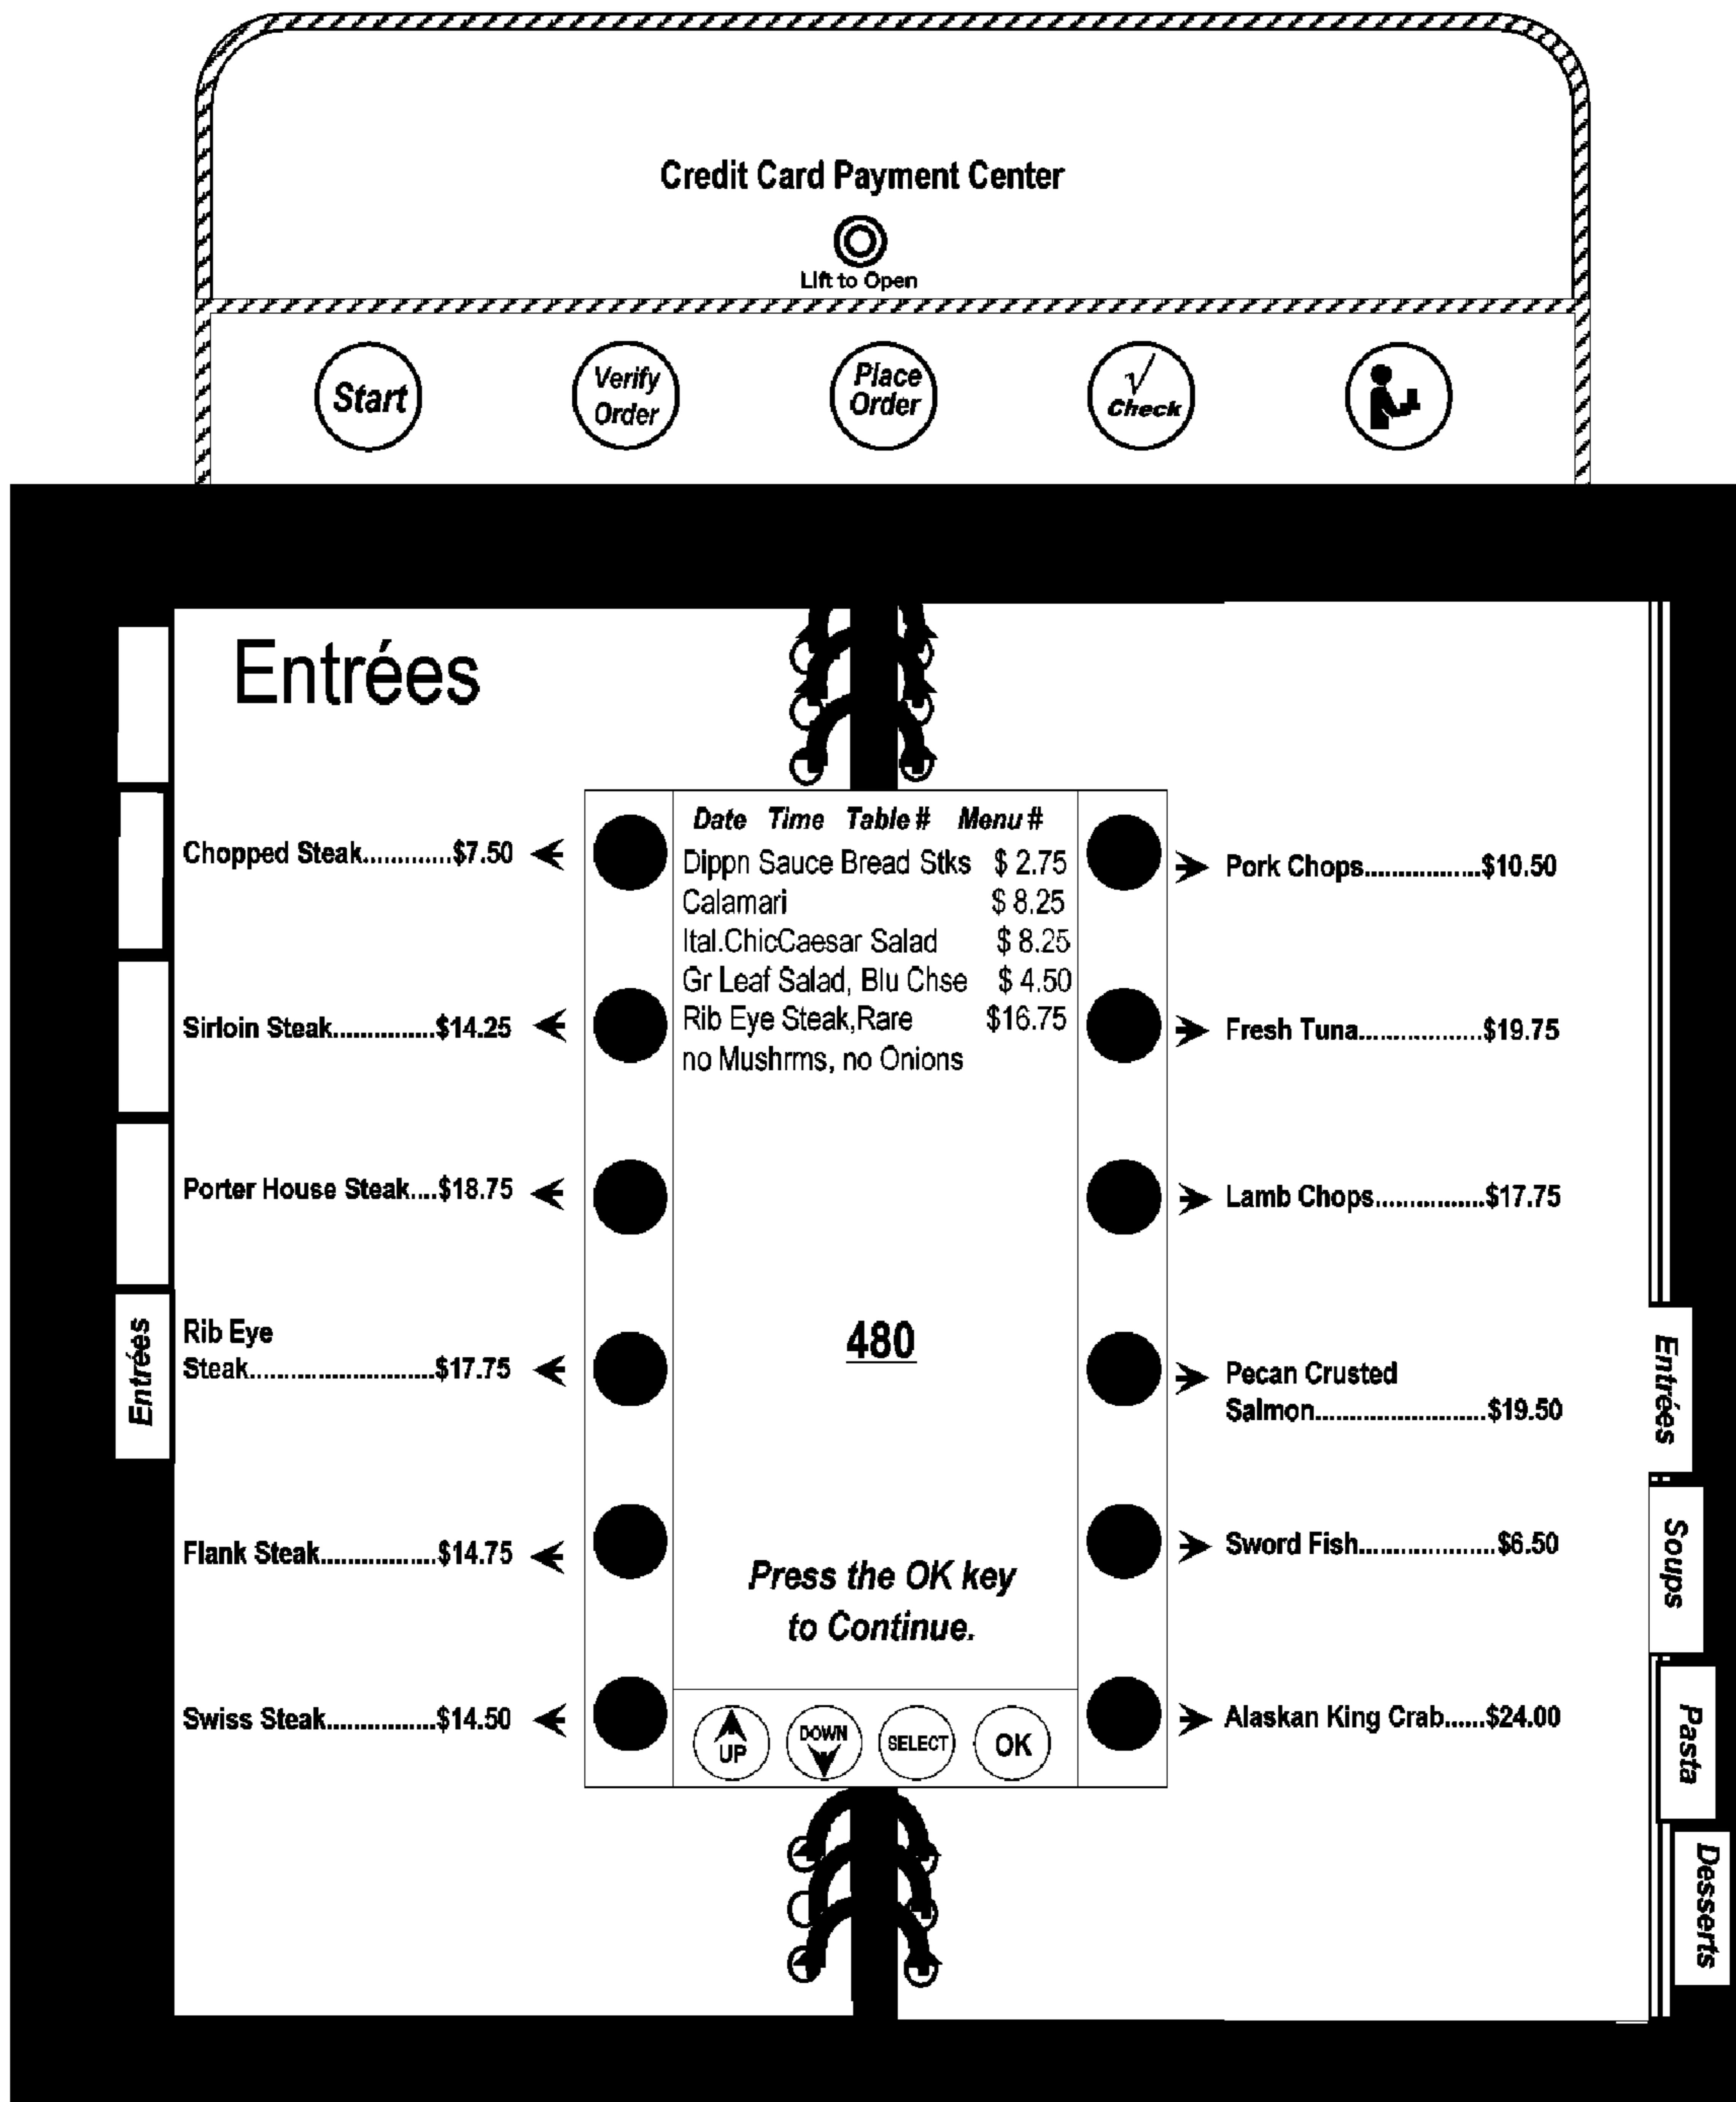 Credit Card Payment Center
Lift to Open
Start
Verify
Order
Place
Order
√
Check
Entrées
Chopped Steak.............$7.50
Sirloin Steak...............$14.25
Porter House Steak....$18.75
Rib Eye
Steak...........................$17.75
Flank Steak.................$14.75
Swiss Steak................$14.50
Entrées
Date Time Table # Menu #
Dippn Sauce Bread Stks $ 2.75
Calamari $ 8.25
Ital.ChicCaesar Salad $ 8.25
Gr Leaf Salad, Blu Chse $ 4.50
Rib Eye Steak,Rare $16.75
no Mushrms, no Onions
480
Press the OK key
to Continue.
UP
DOWN
SELECT
OK
Pork Chops.................$10.50
Fresh Tuna..................$19.75
Lamb Chops................$17.75
Pecan Crusted
Salmon.........................$19.50
Sword Fish....................$6.50
Alaskan King Crab......$24.00
Entrées
Soups
Pasta
Desserts